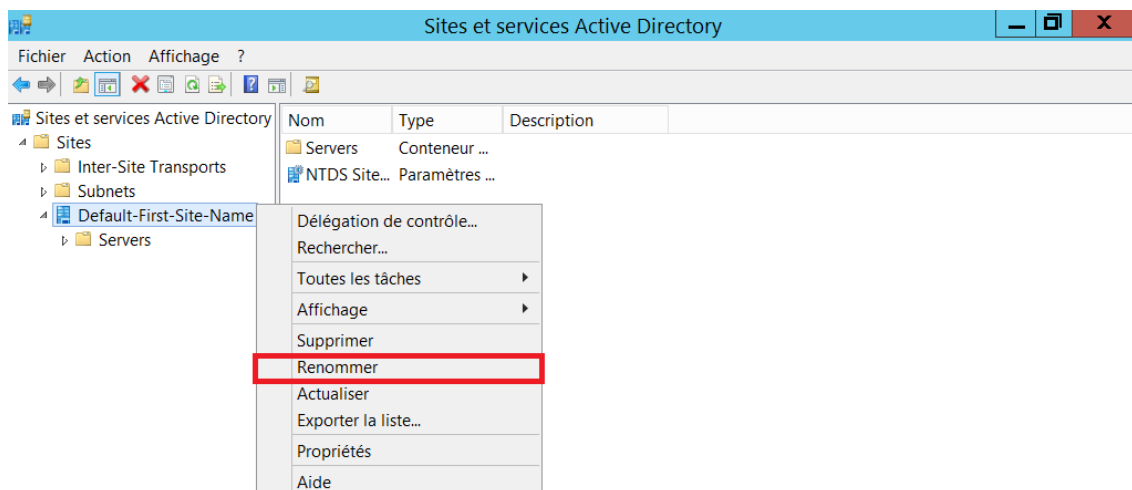 Sites et services Active Directory
Fichier Action Affichage ?
Sites et services Active Directory
Sites
Inter-Site Transports
Subnets
Default-First-Site-Name
Servers
Nom Type Description
Servers Conteneur ...
NTDS Site... Paramètres ...
Délégation de contrôle...
Rechercher...
Toutes les tâches
Affichage
Supprimer
Renommer
Actualiser
Exporter la liste...
Propriétés
Aide